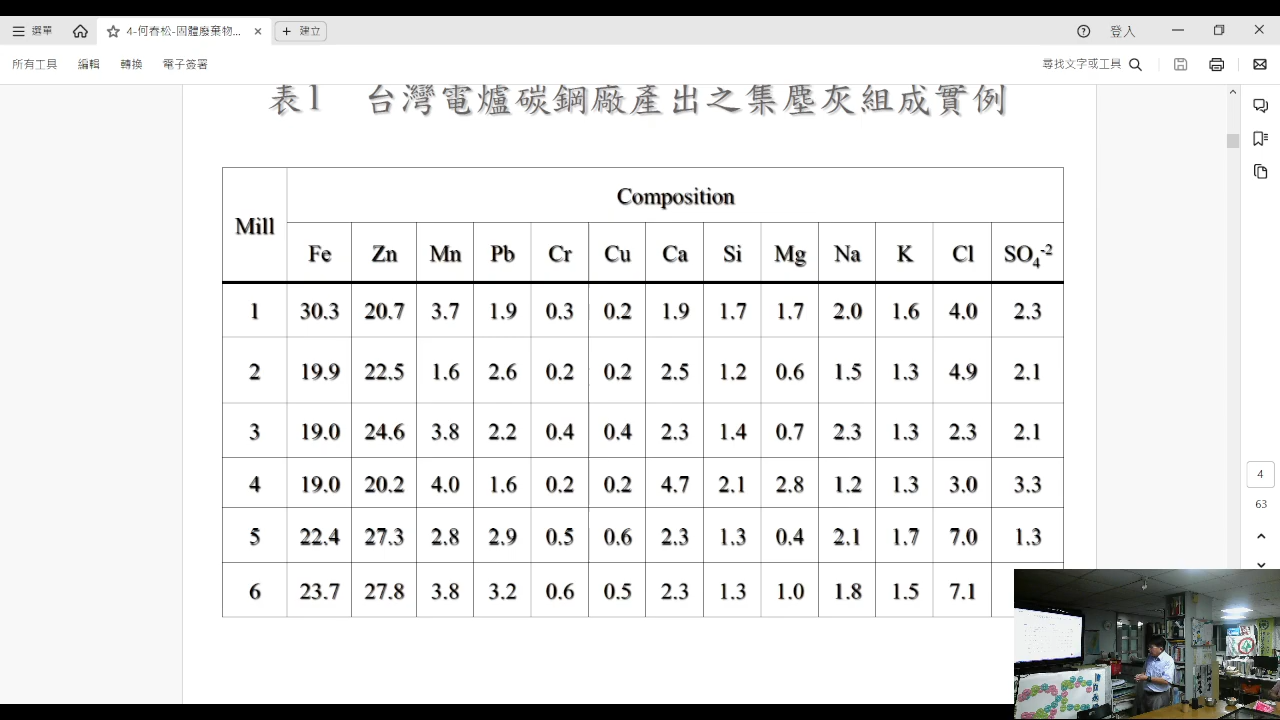 選單
4-何春松-固體廢棄物...
建立
登入
所有工具
編輯
轉換
電子簽署
尋找文字或工具
表1 台灣電爐碳鋼廠產出之集塵灰組成實例
Mill Composition
Fe Zn Mn Pb Cr Cu Ca Si Mg Na K Cl SO₄⁻²
1 30.3 20.7 3.7 1.9 0.3 0.2 1.9 1.7 1.7 2.0 1.6 4.0 2.3
2 19.9 22.5 1.6 2.6 0.2 0.2 2.5 1.2 0.6 1.5 1.3 4.9 2.1
3 19.0 24.6 3.8 2.2 0.4 0.4 2.3 1.4 0.7 2.3 1.3 2.3 2.1
4 19.0 20.2 4.0 1.6 0.2 0.2 4.7 2.1 2.8 1.2 1.3 3.0 3.3
5 22.4 27.3 2.8 2.9 0.5 0.6 2.3 1.3 0.4 2.1 1.7 7.0 1.3
6 23.7 27.8 3.8 3.2 0.6 0.5 2.3 1.3 1.0 1.8 1.5 7.1
4
63